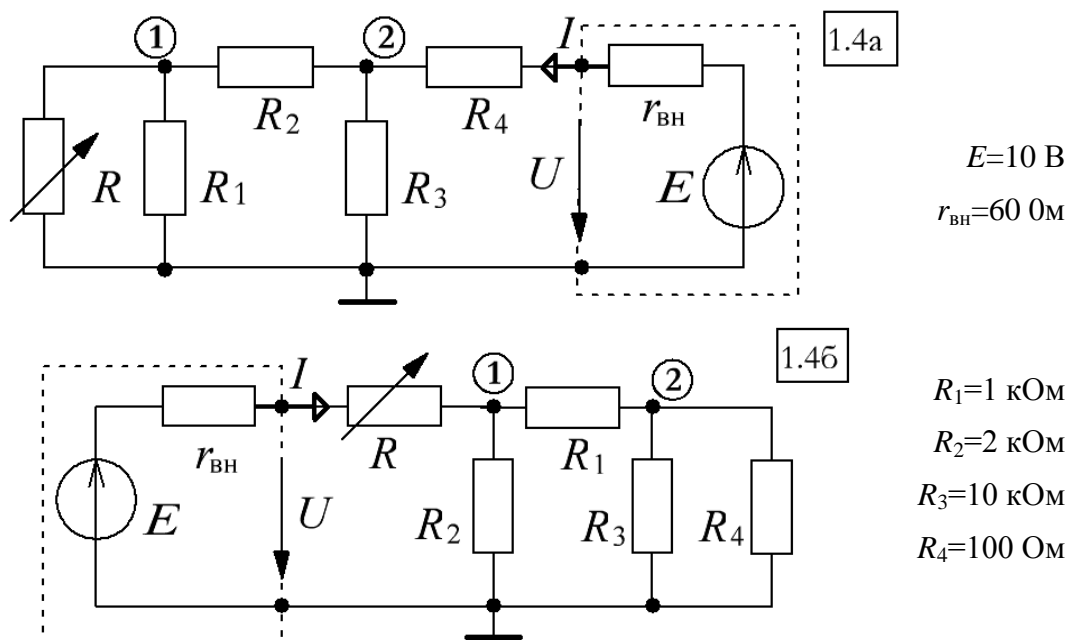 1 2 I 1.4а
R2 R4 rвн
R R1 R3 U E
E=10 В
rвн=60 0м
1.4б
I 1 2
rвн R R1
E U R2 R3 R4
R1=1 кОм
R2=2 кОм
R3=10 кОм
R4=100 Ом